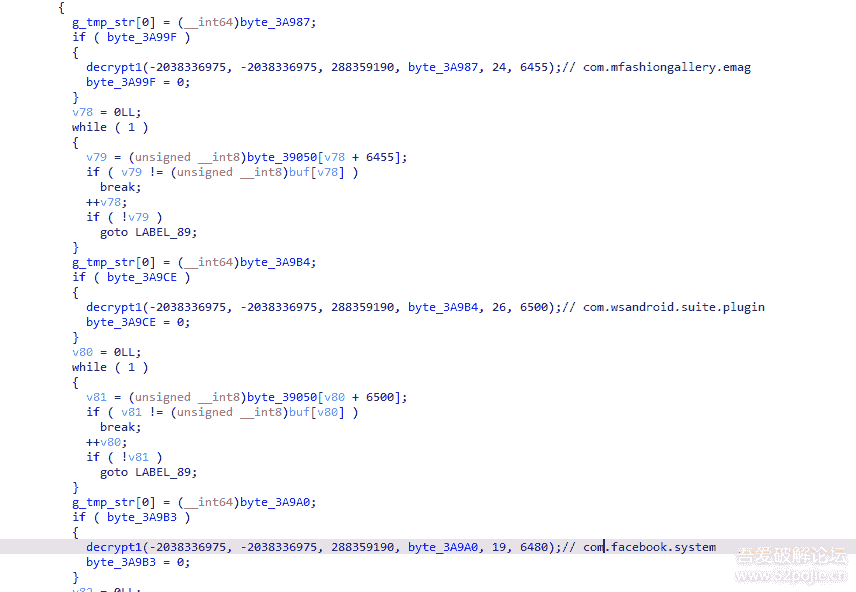 {
g_tmp_str[0] = (__int64)byte_3A987;
if ( byte_3A99F )
{
decrypt1(-2038336975, -2038336975, 288359190, byte_3A987, 24, 6455);// com.mfashiongallery.emag
byte_3A99F = 0;
}
v78 = 0LL;
while ( 1 )
{
v79 = (unsigned __int8)byte_39050[v78 + 6455];
if ( v79 != (unsigned __int8)buf[v78] )
break;
++v78;
if ( !v79 )
goto LABEL_89;
}
g_tmp_str[0] = (__int64)byte_3A9B4;
if ( byte_3A9CE )
{
decrypt1(-2038336975, -2038336975, 288359190, byte_3A9B4, 26, 6500);// com.wsandroid.suite.plugin
byte_3A9CE = 0;
}
v80 = 0LL;
while ( 1 )
{
v81 = (unsigned __int8)byte_39050[v80 + 6500];
if ( v81 != (unsigned __int8)buf[v80] )
break;
++v80;
if ( !v81 )
goto LABEL_89;
}
g_tmp_str[0] = (__int64)byte_3A9A0;
if ( byte_3A9B3 )
{
decrypt1(-2038336975, -2038336975, 288359190, byte_3A9A0, 19, 6480);// com.facebook.system
byte_3A9B3 = 0;
}
v82 = 0LL;
吾爱破解论坛
www.52pojie.cn